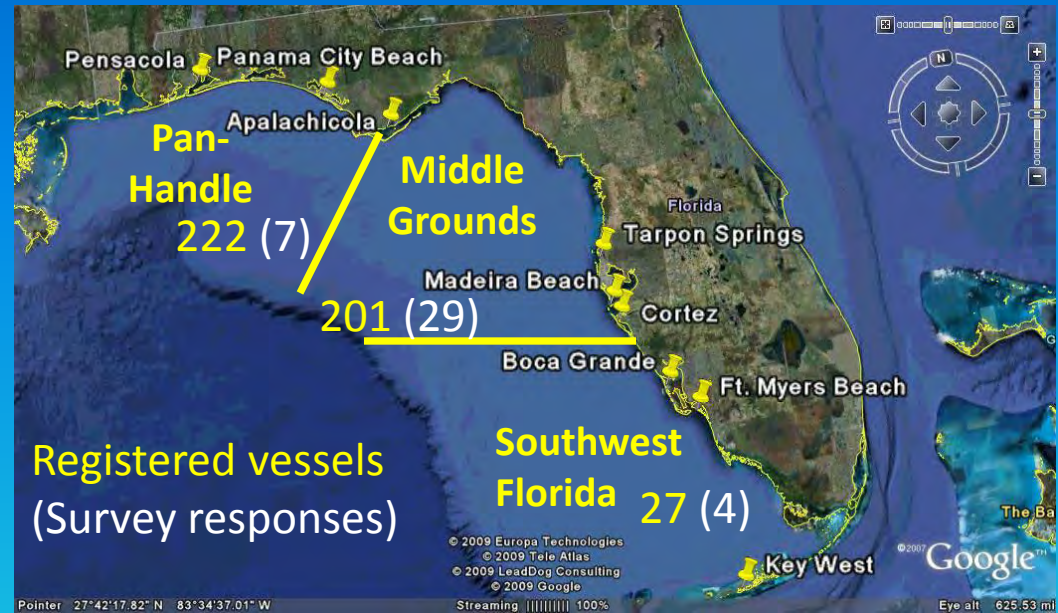 Pensacola
Panama City Beach
Apalachicola
Pan-
Handle
222 (7)
Middle
Grounds
Florida
Tarpon Springs
Madeira Beach
Cortez
201 (29)
Boca Grande
Ft. Myers Beach
Southwest
Florida 27 (4)
Registered vessels
(Survey responses)
The Ba
© 2009 Europa Technologies
© 2009 Tele Atlas
© 2009 LeadDog Consulting
© 2009 Google
Key West
©2007 Google™
N
Pointer 27°42'17.82" N 83°34'37.01" W
Streaming |||||||||| 100%
Eye alt 625.53 mi